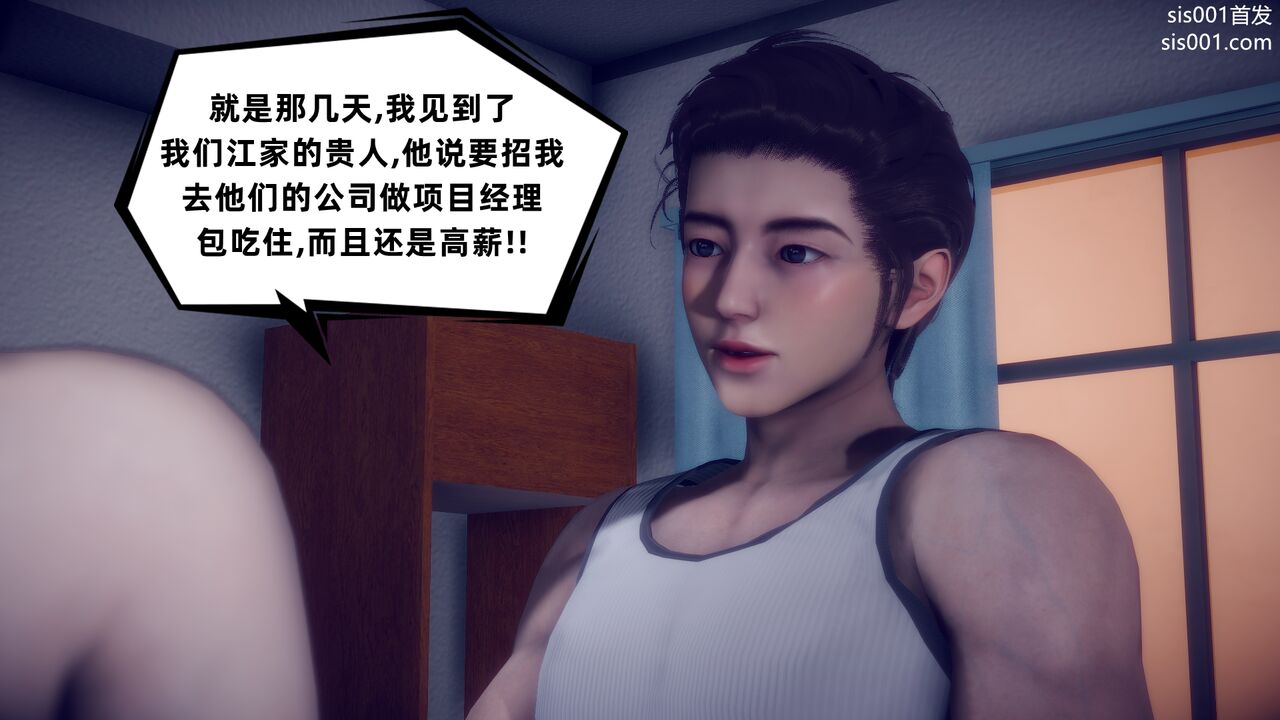 sis001首发
sis001.com
就是那几天,我见到了
我们江家的贵人,他说要招我
去他们的公司做项目经理
包吃住,而且还是高薪!!